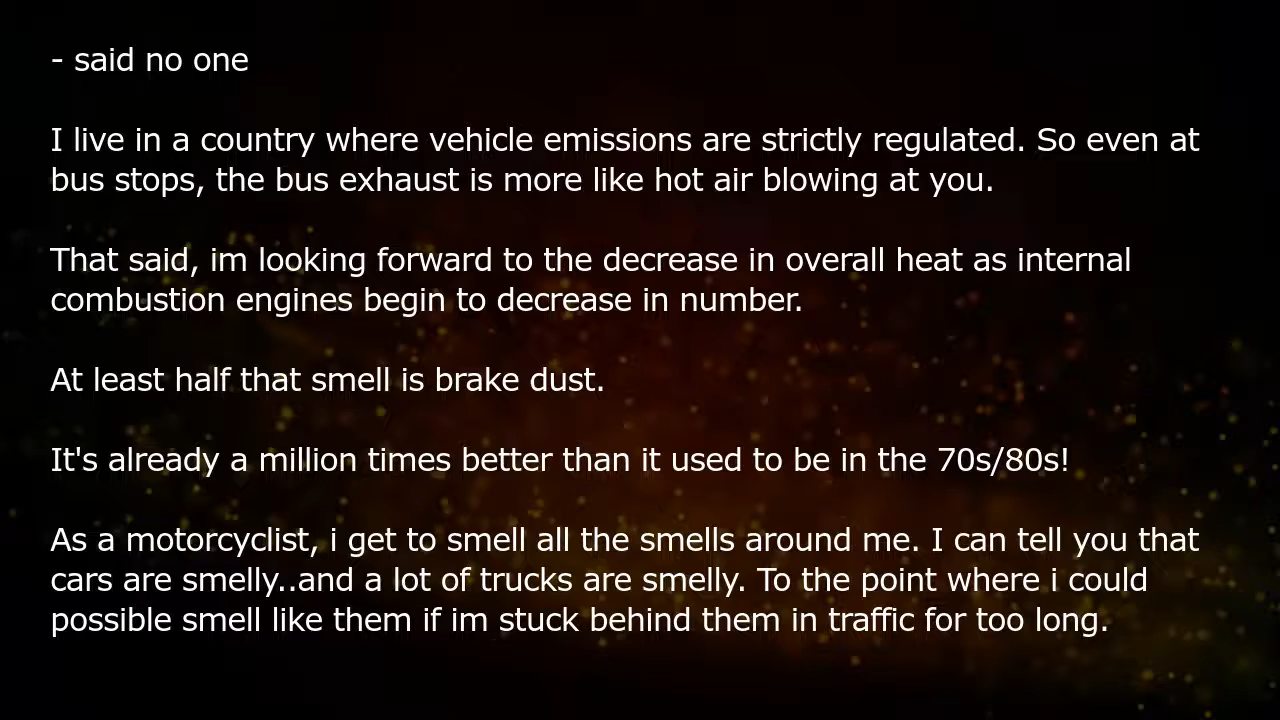 - said no one
I live in a country where vehicle emissions are strictly regulated. So even at
bus stops, the bus exhaust is more like hot air blowing at you.
That said, im looking forward to the decrease in overall heat as internal
combustion engines begin to decrease in number.
At least half that smell is brake dust.
It's already a million times better than it used to be in the 70s/80s!
As a motorcyclist, i get to smell all the smells around me. I can tell you that
cars are smelly..and a lot of trucks are smelly. To the point where i could
possible smell like them if im stuck behind them in traffic for too long.